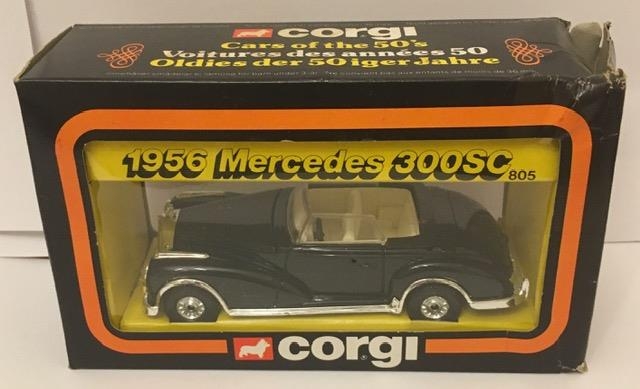 corgi
Cars of the 50's
Voitures des années 50
Oldies der 50iger Jahre
1956 Mercedes 300SC
805
corgi